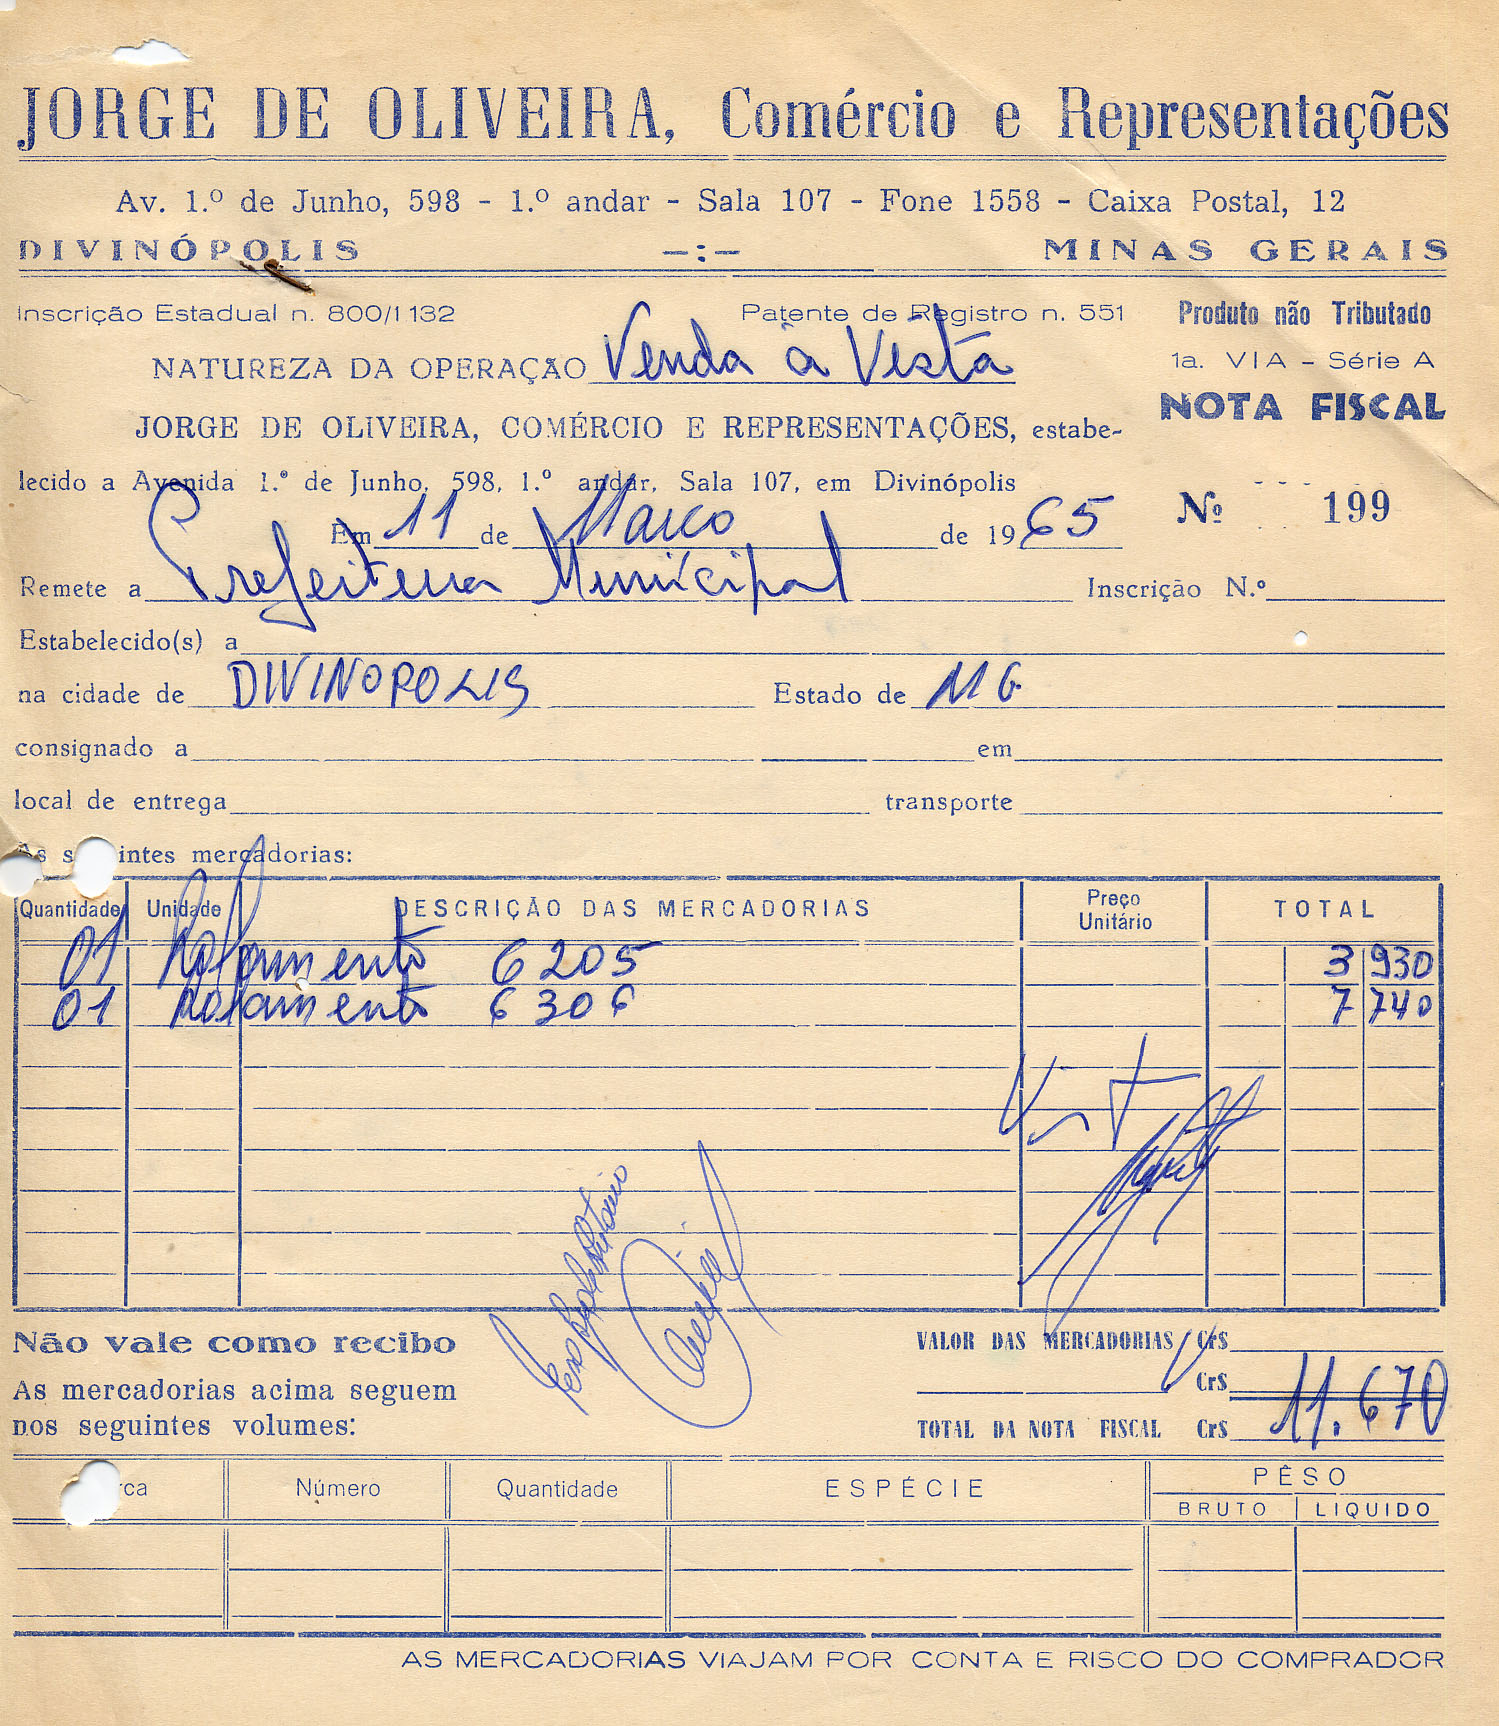 JORGE DE OLIVEIRA, Comércio e Representações
Av. 1.º de Junho, 598 - 1.º andar - Sala 107 - Fone 1558 - Caixa Postal, 12
DIVINÓPOLIS —:— MINAS GERAIS
Inscrição Estadual n. 800/1132 Patente de Registro n. 551 Produto não Tributado
NATUREZA DA OPERAÇÃO Venda à Vista 1a. VIA - Série A
NOTA FISCAL
JORGE DE OLIVEIRA, COMÉRCIO E REPRESENTAÇÕES, estabe-
lecido a Avenida 1.º de Junho, 598, 1.º andar, Sala 107, em Divinópolis
Nº 199
Em 11 de Março de 1965
Remete a Prefeitura Municipal Inscrição N.º
Estabelecido(s) a
na cidade de DIVINOPOLIS Estado de MG
consignado a em
local de entrega transporte
As s intes mercadorias:
Quantidade Unidade DESCRIÇÃO DAS MERCADORIAS Preço Unitário TOTAL
01 Rolamento 6205 3 930
01 Rolamento 6306 7 740
Visto
Não vale como recibo VALOR DAS MERCADORIAS Cr$
As mercadorias acima seguem Cr$
nos seguintes volumes: TOTAL DA NOTA FISCAL Cr$ 11.670
rca Número Quantidade ESPÉCIE PÊSO
BRUTO LIQUIDO
AS MERCADORIAS VIAJAM POR CONTA E RISCO DO COMPRADOR